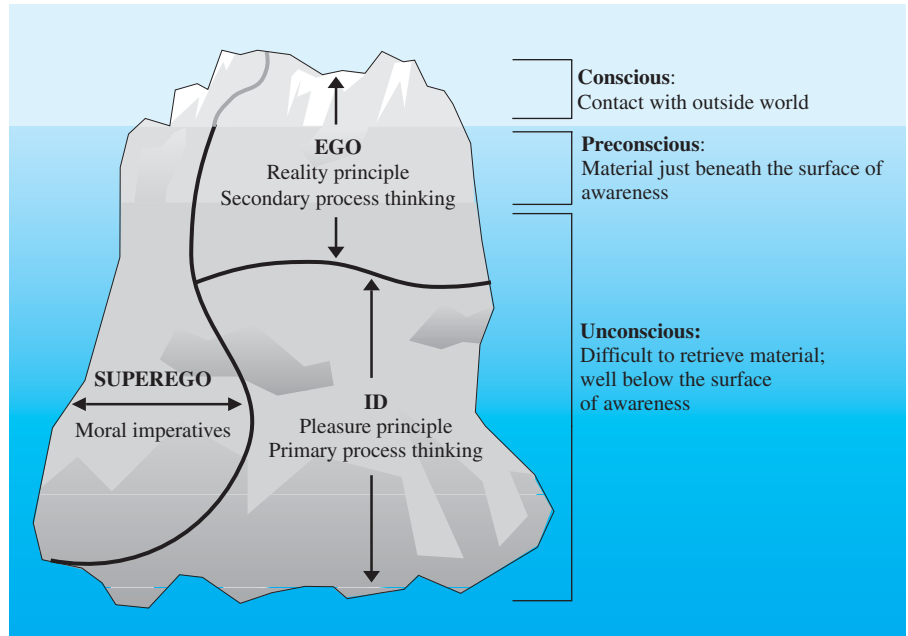 Conscious:
Contact with outside world
Preconscious:
Material just beneath the surface of
awareness
EGO
Reality principle
Secondary process thinking
Unconscious:
Difficult to retrieve material;
well below the surface
of awareness
SUPEREGO
Moral imperatives
ID
Pleasure principle
Primary process thinking